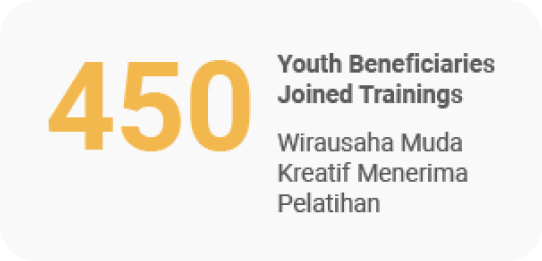 450
Youth Beneficiaries
Joined Trainings
Wirausaha Muda
Kreatif Menerima
Pelatihan